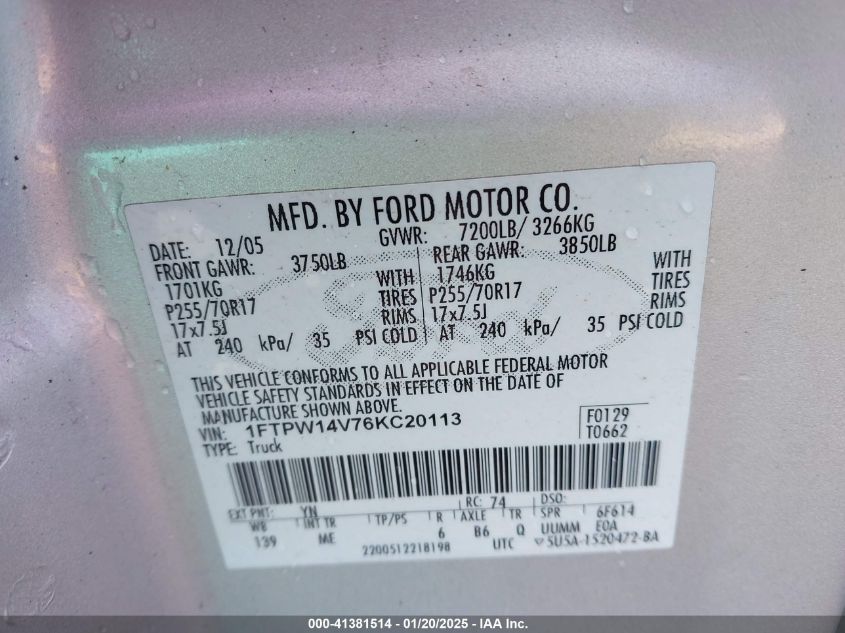 MFD. BY FORD MOTOR CO.
DATE: 12/05 GVWR: 7200LB/ 3266KG
FRONT GAWR: 3750LB REAR GAWR: 3850LB
1701KG WITH 1746KG WITH
P255/70R17 TIRES P255/70R17 TIRES
17x7.5J RIMS 17x7.5J RIMS
AT 240 kPa/ 35 PSI COLD AT 240 kPa/ 35 PSI COLD
THIS VEHICLE CONFORMS TO ALL APPLICABLE FEDERAL MOTOR
VEHICLE SAFETY STANDARDS IN EFFECT ON THE DATE OF
MANUFACTURE SHOWN ABOVE.
VIN: 1FTPW14V76KC20113 F0129
TYPE: Truck T0662
EXT PNT: YN RC: 74 DSO:
WB INT TR TP/PS R AXLE TR SPR 6F614
139 ME 6 B6 Q UUMM EOA
2200512218198 UTC ▽5U5A-1520472-BA
000-41381514 - 01/20/2025 - IAA Inc.